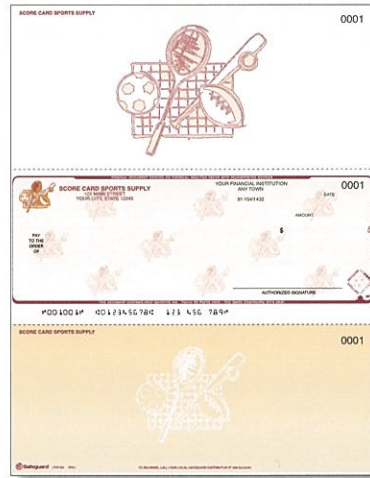 SCORE CARD SPORTS SUPPLY
0001
SCORE CARD SPORTS SUPPLY
123 MAIN STREET
YOUR CITY, STATE 12345
YOUR FINANCIAL INSTITUTION
ANY TOWN
0001
DATE
AMOUNT
$
PAY
TO THE
ORDER
OF
AUTHORIZED SIGNATURE
⑈001001⑈ ⑆012345678⑆ 123 456 789⑈
SCORE CARD SPORTS SUPPLY
0001
Safeguard